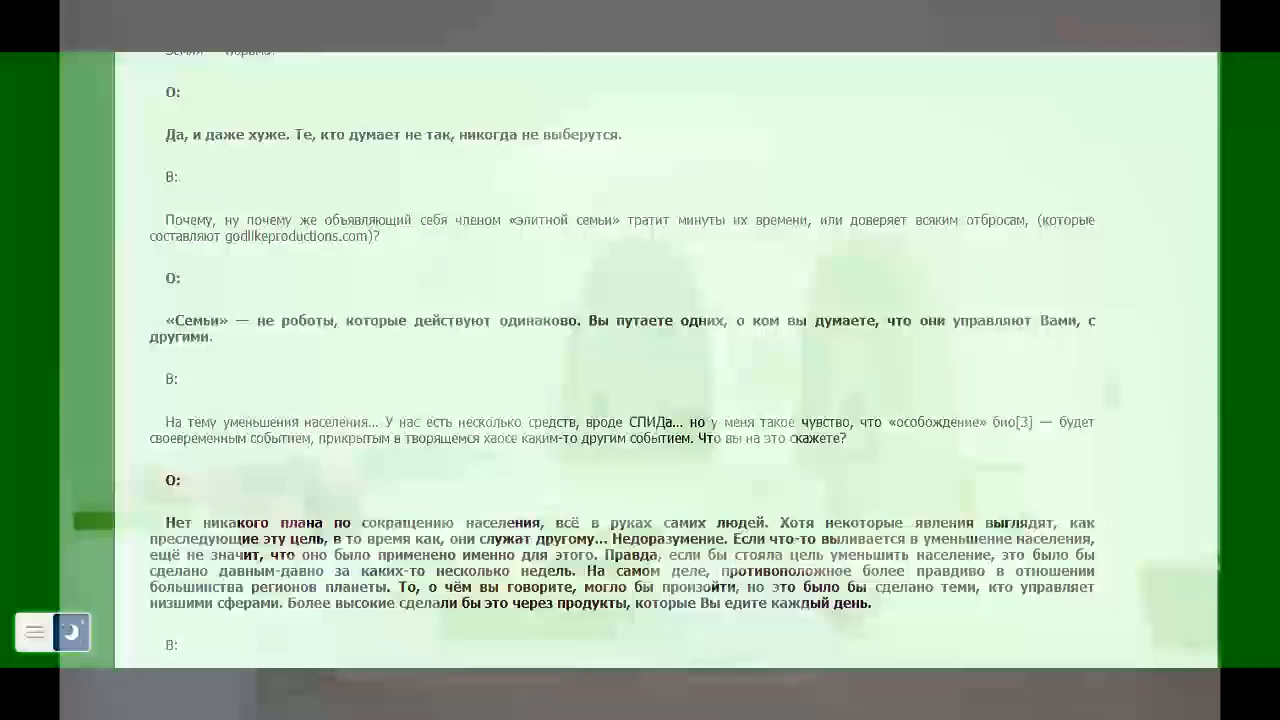 О:
Да, и даже хуже. Те, кто думает не так, никогда не выберутся.
В:
Почему, ну почему же объявляющий себя членом «элитной семьи» тратит минуты их времени, или доверяет всяким отбросам, (которые
составляют godlikeproductions.com)?
О:
«Семьи» — не роботы, которые действуют одинаково. Вы путаете одних, о ком вы думаете, что они управляют Вами, с
другими.
В:
На тему уменьшения населения... У нас есть несколько средств, вроде СПИДа... но у меня такое чувство, что «особождение» био[3] — будет
своевременным событием, прикрытым в творящемся хаосе каким-то другим событием. Что вы на это скажете?
О:
Нет никакого плана по сокращению населения, всё в руках самих людей. Хотя некоторые явления выглядят, как
преследующие эту цель, в то время как, они служат другому... Недоразумение. Если что-то выливается в уменьшение населения,
ещё не значит, что оно было применено именно для этого. Правда, если бы стояла цель уменьшить население, это было бы
сделано давным-давно за каких-то несколько недель. На самом деле, противоположное более правдиво в отношении
большинства регионов планеты. То, о чём вы говорите, могло бы произойти, но это было бы сделано теми, кто управляет
низшими сферами. Более высокие сделали бы это через продукты, которые Вы едите каждый день.
В: